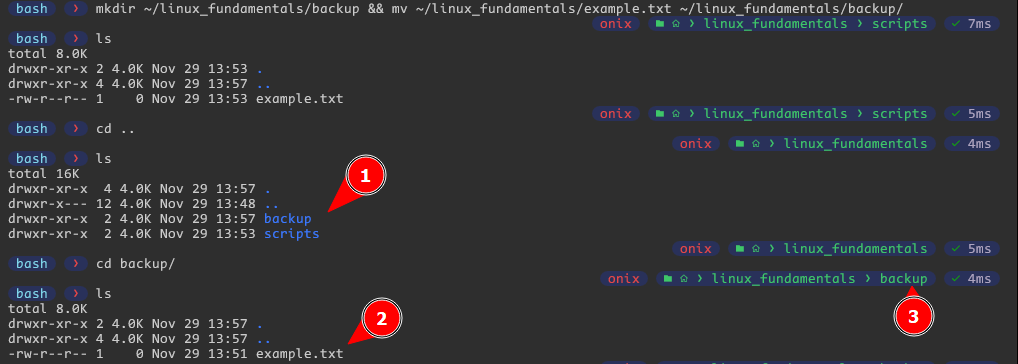 bash ❯ mkdir ~/linux_fundamentals/backup && mv ~/linux_fundamentals/example.txt ~/linux_fundamentals/backup/
onix ❯ linux_fundamentals ❯ scripts ✓ 7ms
bash ❯ ls
total 8.0K
drwxr-xr-x 2 4.0K Nov 29 13:53 .
drwxr-xr-x 4 4.0K Nov 29 13:57 ..
-rw-r--r-- 1    0 Nov 29 13:53 example.txt
onix ❯ linux_fundamentals ❯ scripts ✓ 5ms
bash ❯ cd ..
onix ❯ linux_fundamentals ✓ 4ms
bash ❯ ls
total 16K
drwxr-xr-x  4 4.0K Nov 29 13:57 .
drwxr-x--- 12 4.0K Nov 29 13:48 ..
drwxr-xr-x  2 4.0K Nov 29 13:57 backup
drwxr-xr-x  2 4.0K Nov 29 13:53 scripts
1
onix ❯ linux_fundamentals ✓ 5ms
bash ❯ cd backup/
onix ❯ linux_fundamentals ❯ backup ✓ 4ms
bash ❯ ls
total 8.0K
drwxr-xr-x 2 4.0K Nov 29 13:57 .
drwxr-xr-x 4 4.0K Nov 29 13:57 ..
-rw-r--r-- 1    0 Nov 29 13:51 example.txt
2
3